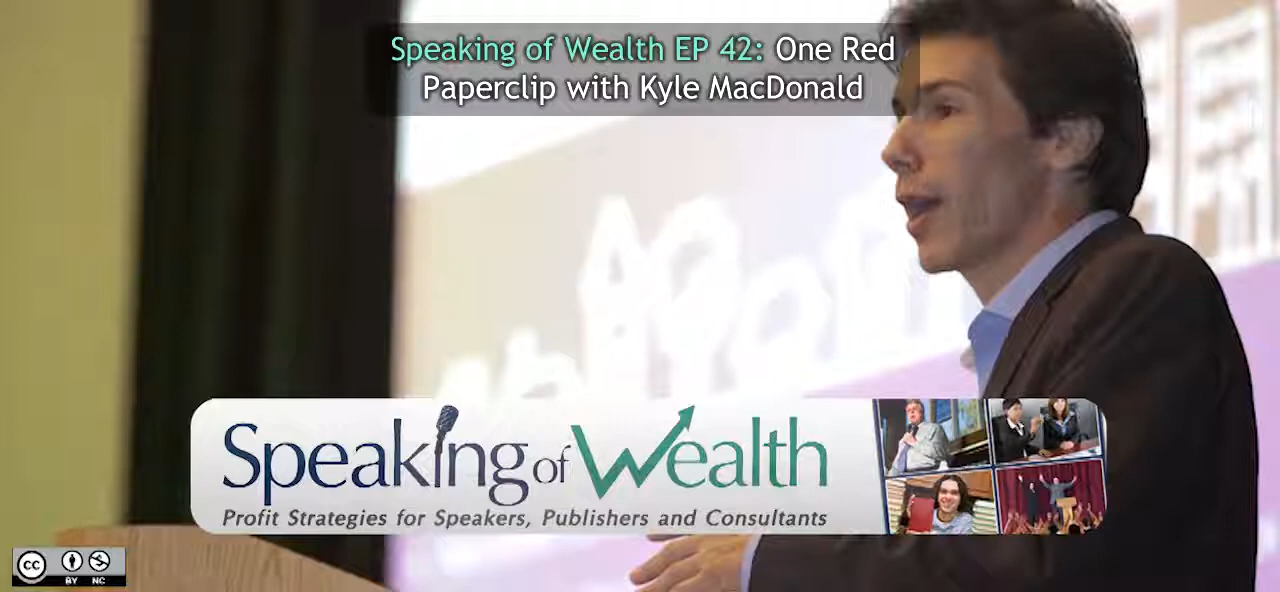 Speaking of Wealth EP 42: One Red
Paperclip with Kyle MacDonald
Speaking of Wealth
Profit Strategies for Speakers, Publishers and Consultants
cc
BY NC